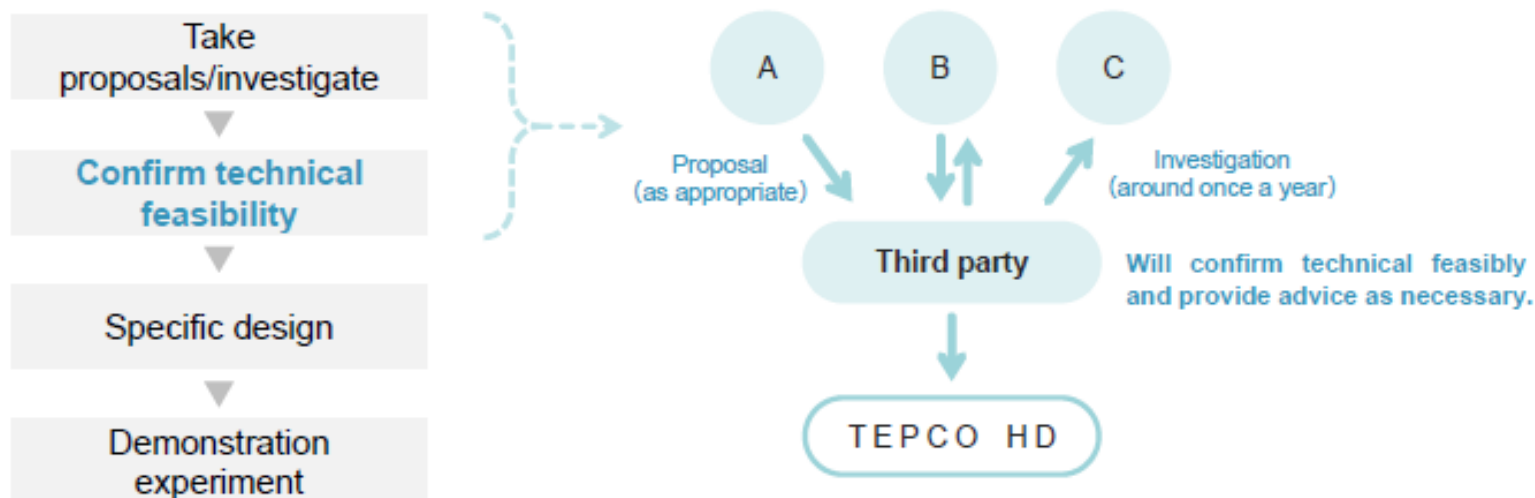 Take
proposals/investigate
Confirm technical
feasibility
Specific design
Demonstration
experiment
A
B
C
Proposal
(as appropriate)
Investigation
(around once a year)
Third party
Will confirm technical feasibly
and provide advice as necessary.
TEPCO HD